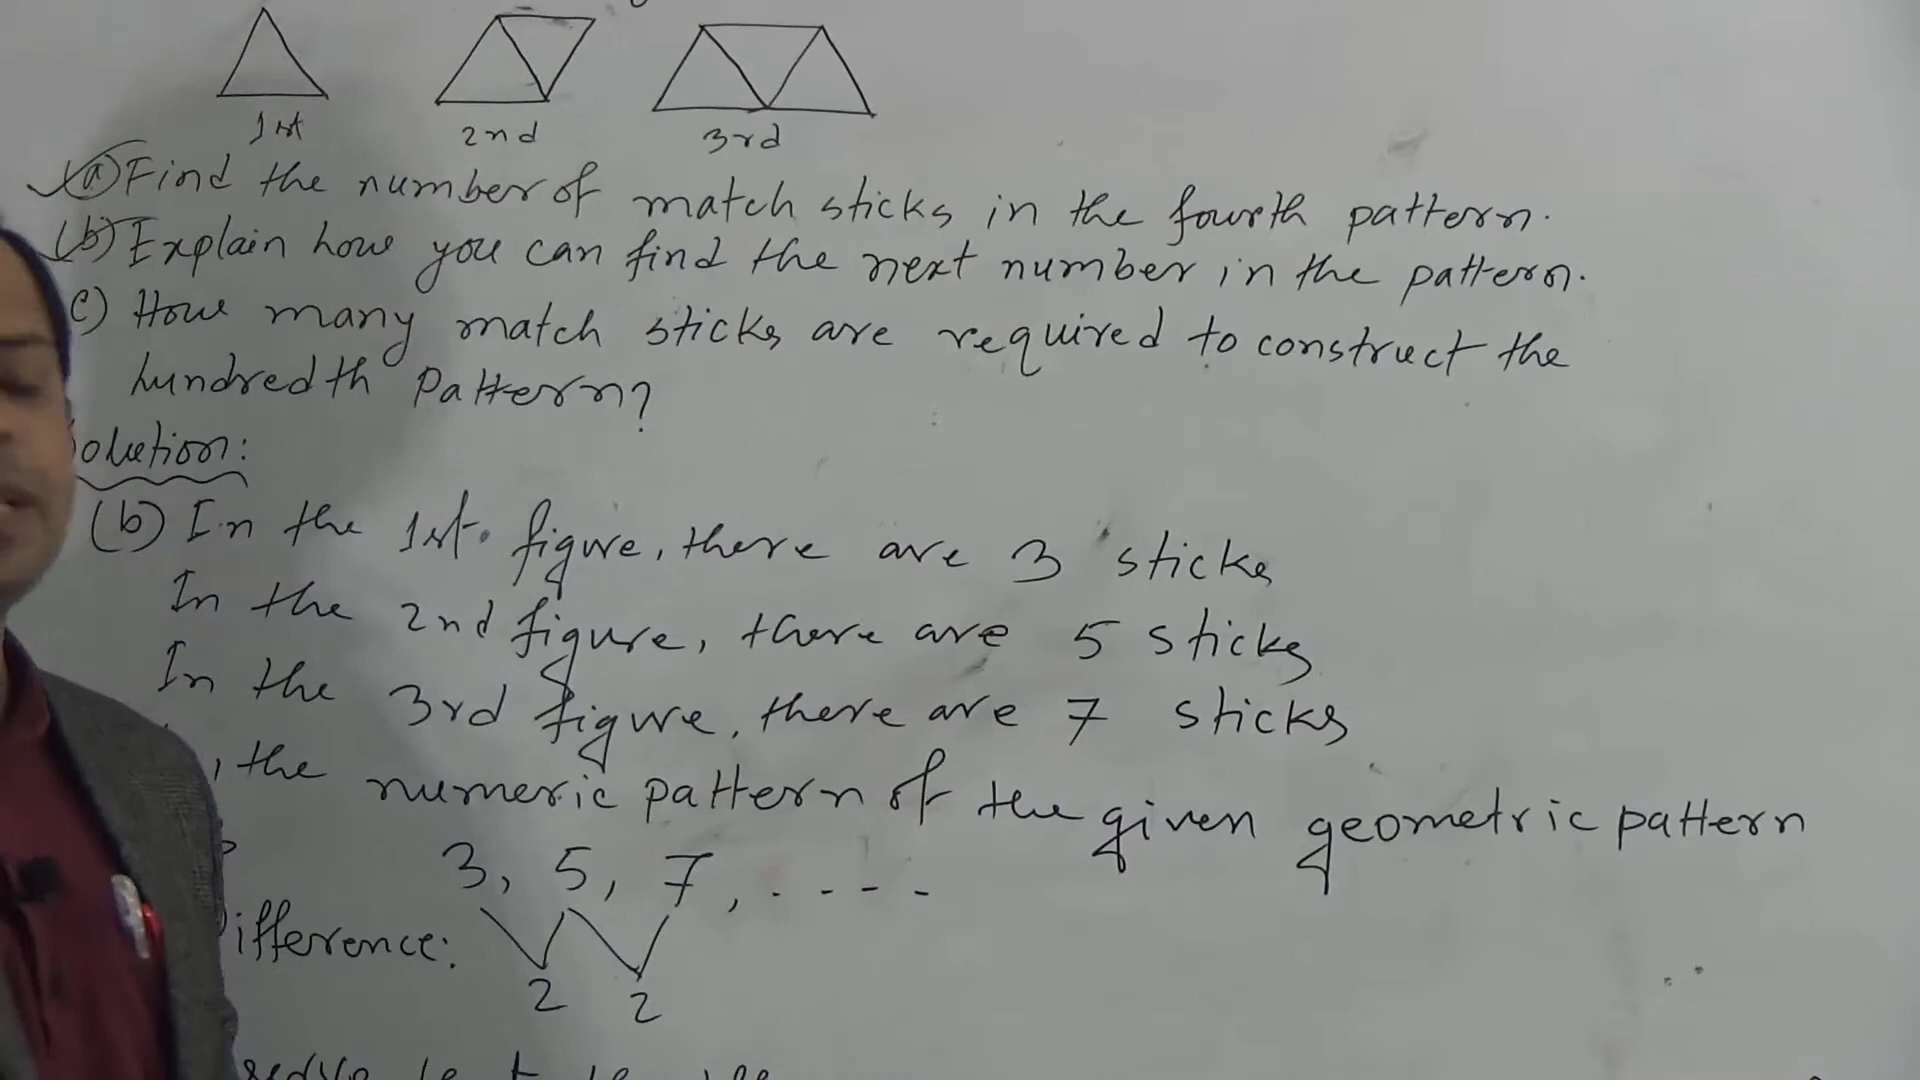 1st 2nd 3rd
(a) Find the number of match sticks in the fourth pattern.
(b) Explain how you can find the next number in the pattern.
c) How many match sticks are required to construct the
hundredth pattern?
olution:
(b) In the 1st. figure, there are 3 sticks
In the 2nd figure, there are 5 sticks
In the 3rd figure, there are 7 sticks
, the numeric pattern of the given geometric pattern
3, 5, 7, . - - -
ifference:
2 2